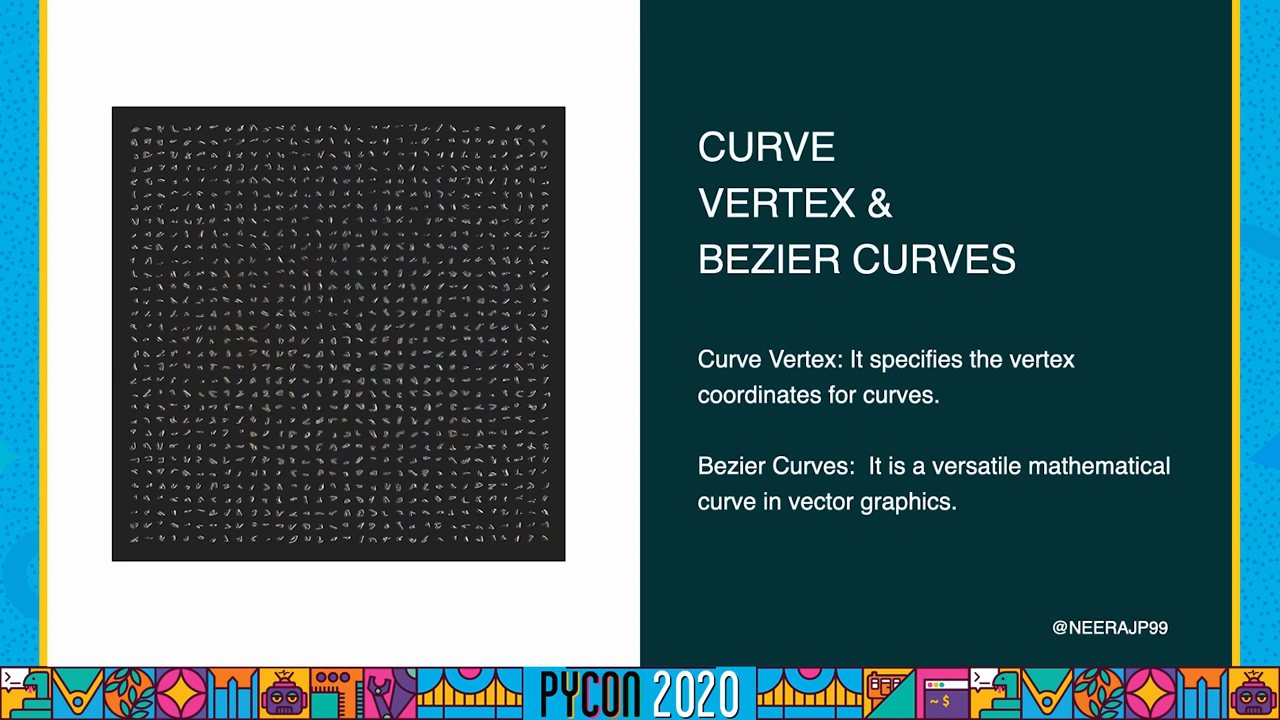 CURVE
VERTEX &
BEZIER CURVES
Curve Vertex: It specifies the vertex
coordinates for curves.
Bezier Curves:  It is a versatile mathematical
curve in vector graphics.
@NEERAJP99
PYCON 2020
~$